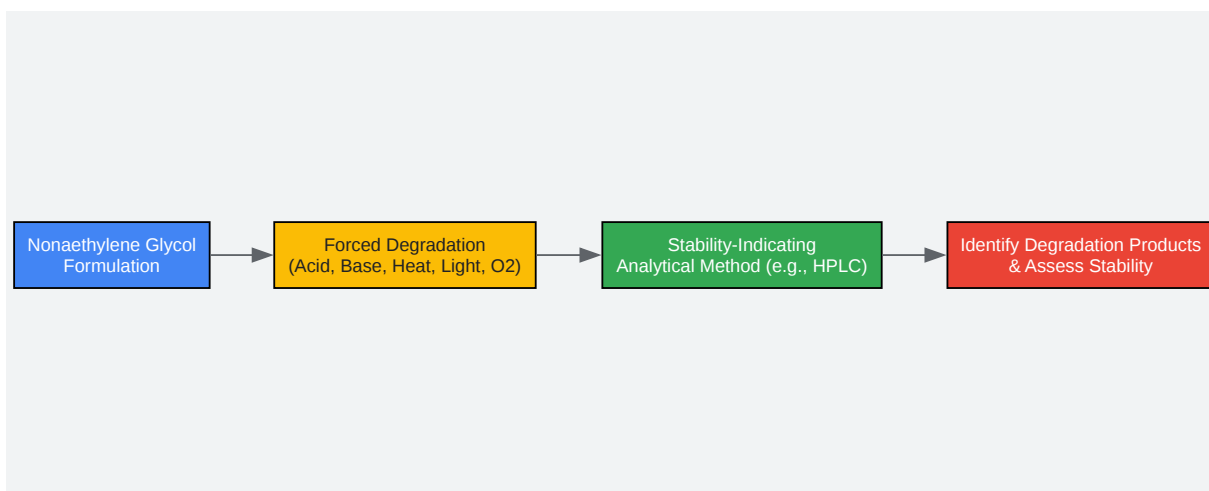 Nonaethylene Glycol
Formulation
Forced Degradation
(Acid, Base, Heat, Light, O2)
Stability-Indicating
Analytical Method (e.g., HPLC)
Identify Degradation Products
& Assess Stability